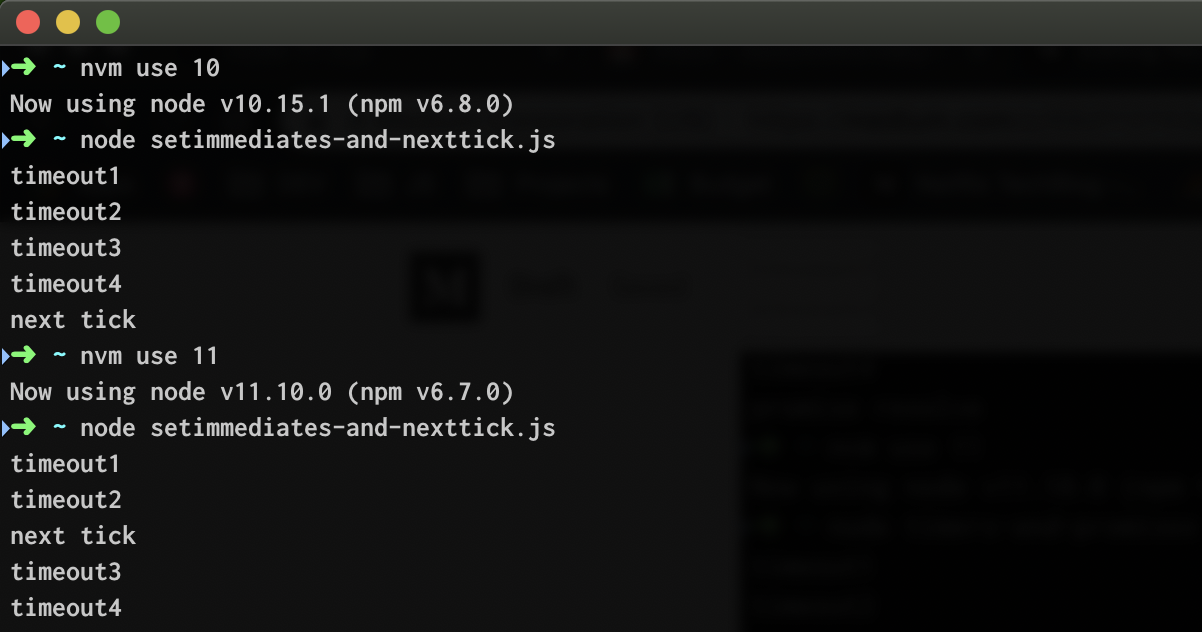 ➜ ~ nvm use 10
Now using node v10.15.1 (npm v6.8.0)
➜ ~ node setimmediates-and-nexttick.js
timeout1
timeout2
timeout3
timeout4
next tick
➜ ~ nvm use 11
Now using node v11.10.0 (npm v6.7.0)
➜ ~ node setimmediates-and-nexttick.js
timeout1
timeout2
next tick
timeout3
timeout4